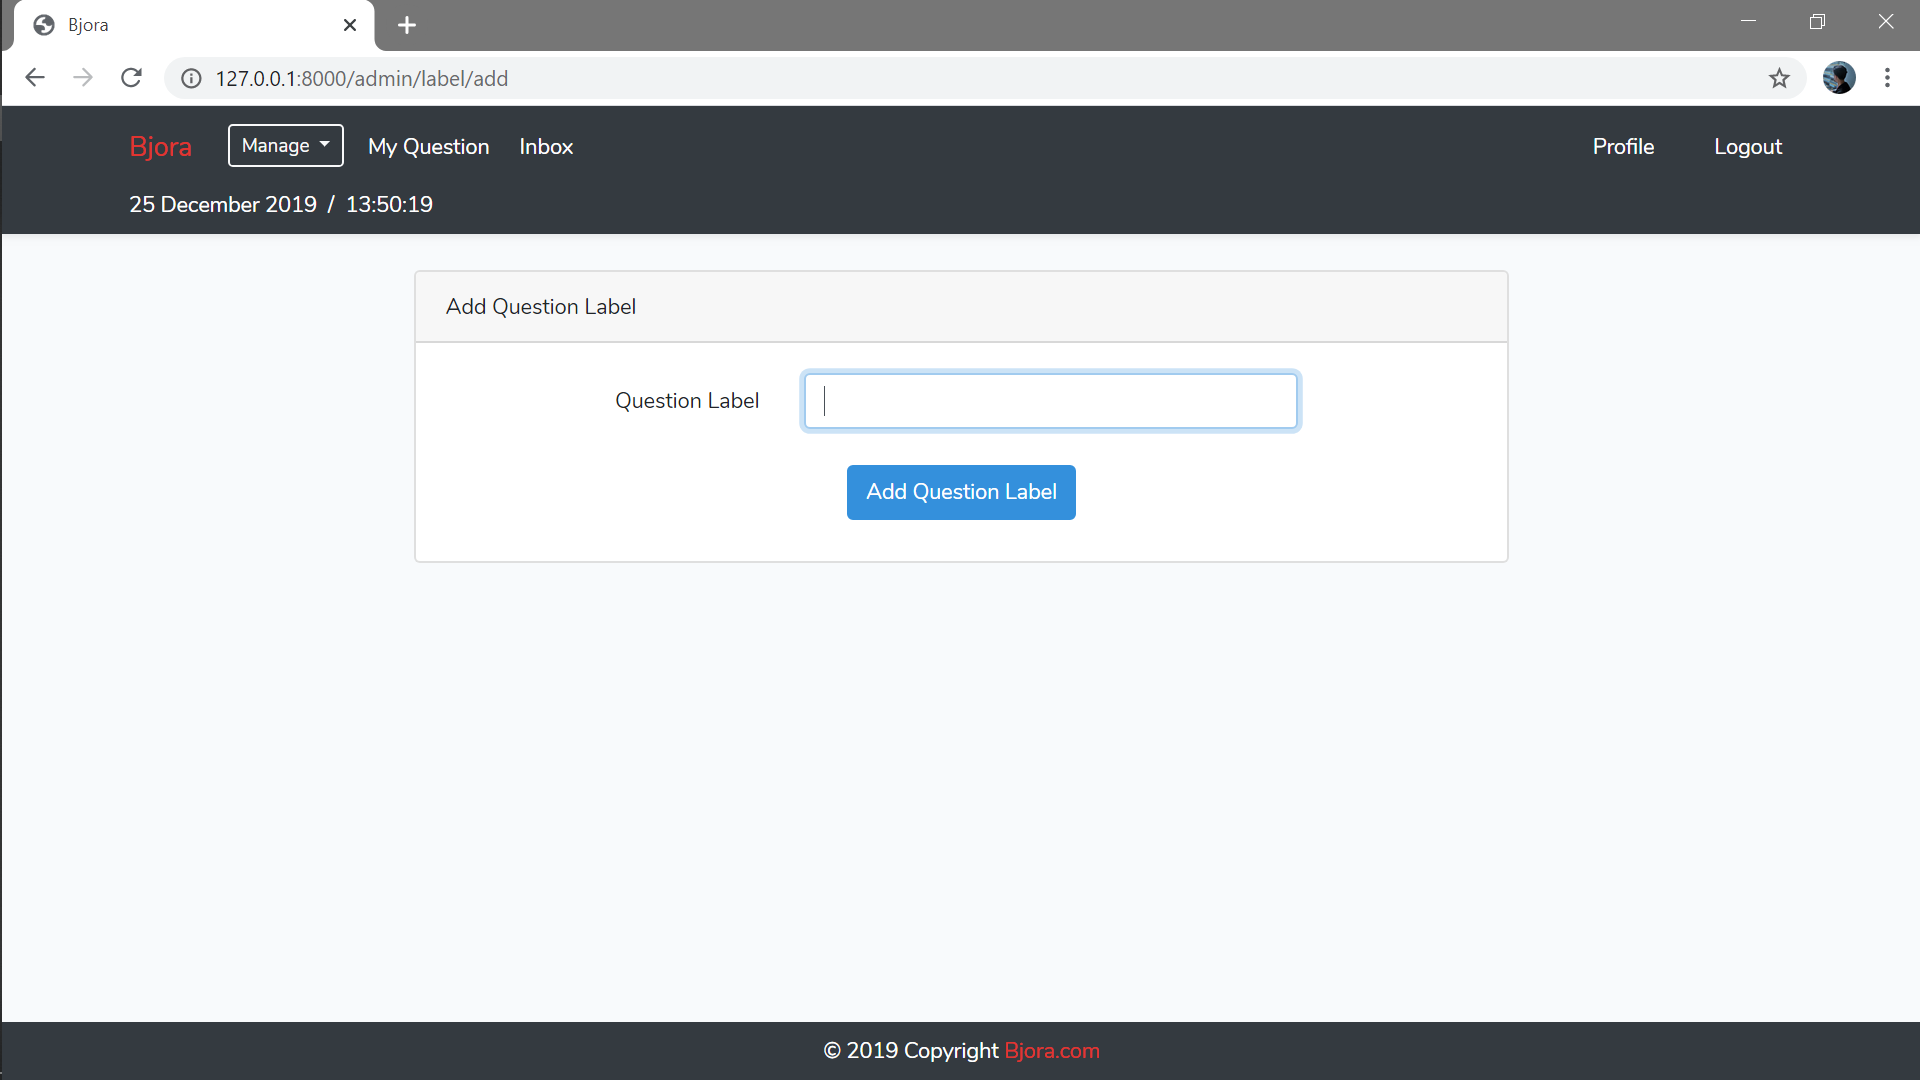 Bjora
127.0.0.1:8000/admin/label/add
Bjora Manage My Question Inbox Profile Logout
25 December 2019 / 13:50:19
Add Question Label
Question Label
Add Question Label
© 2019 Copyright Bjora.com